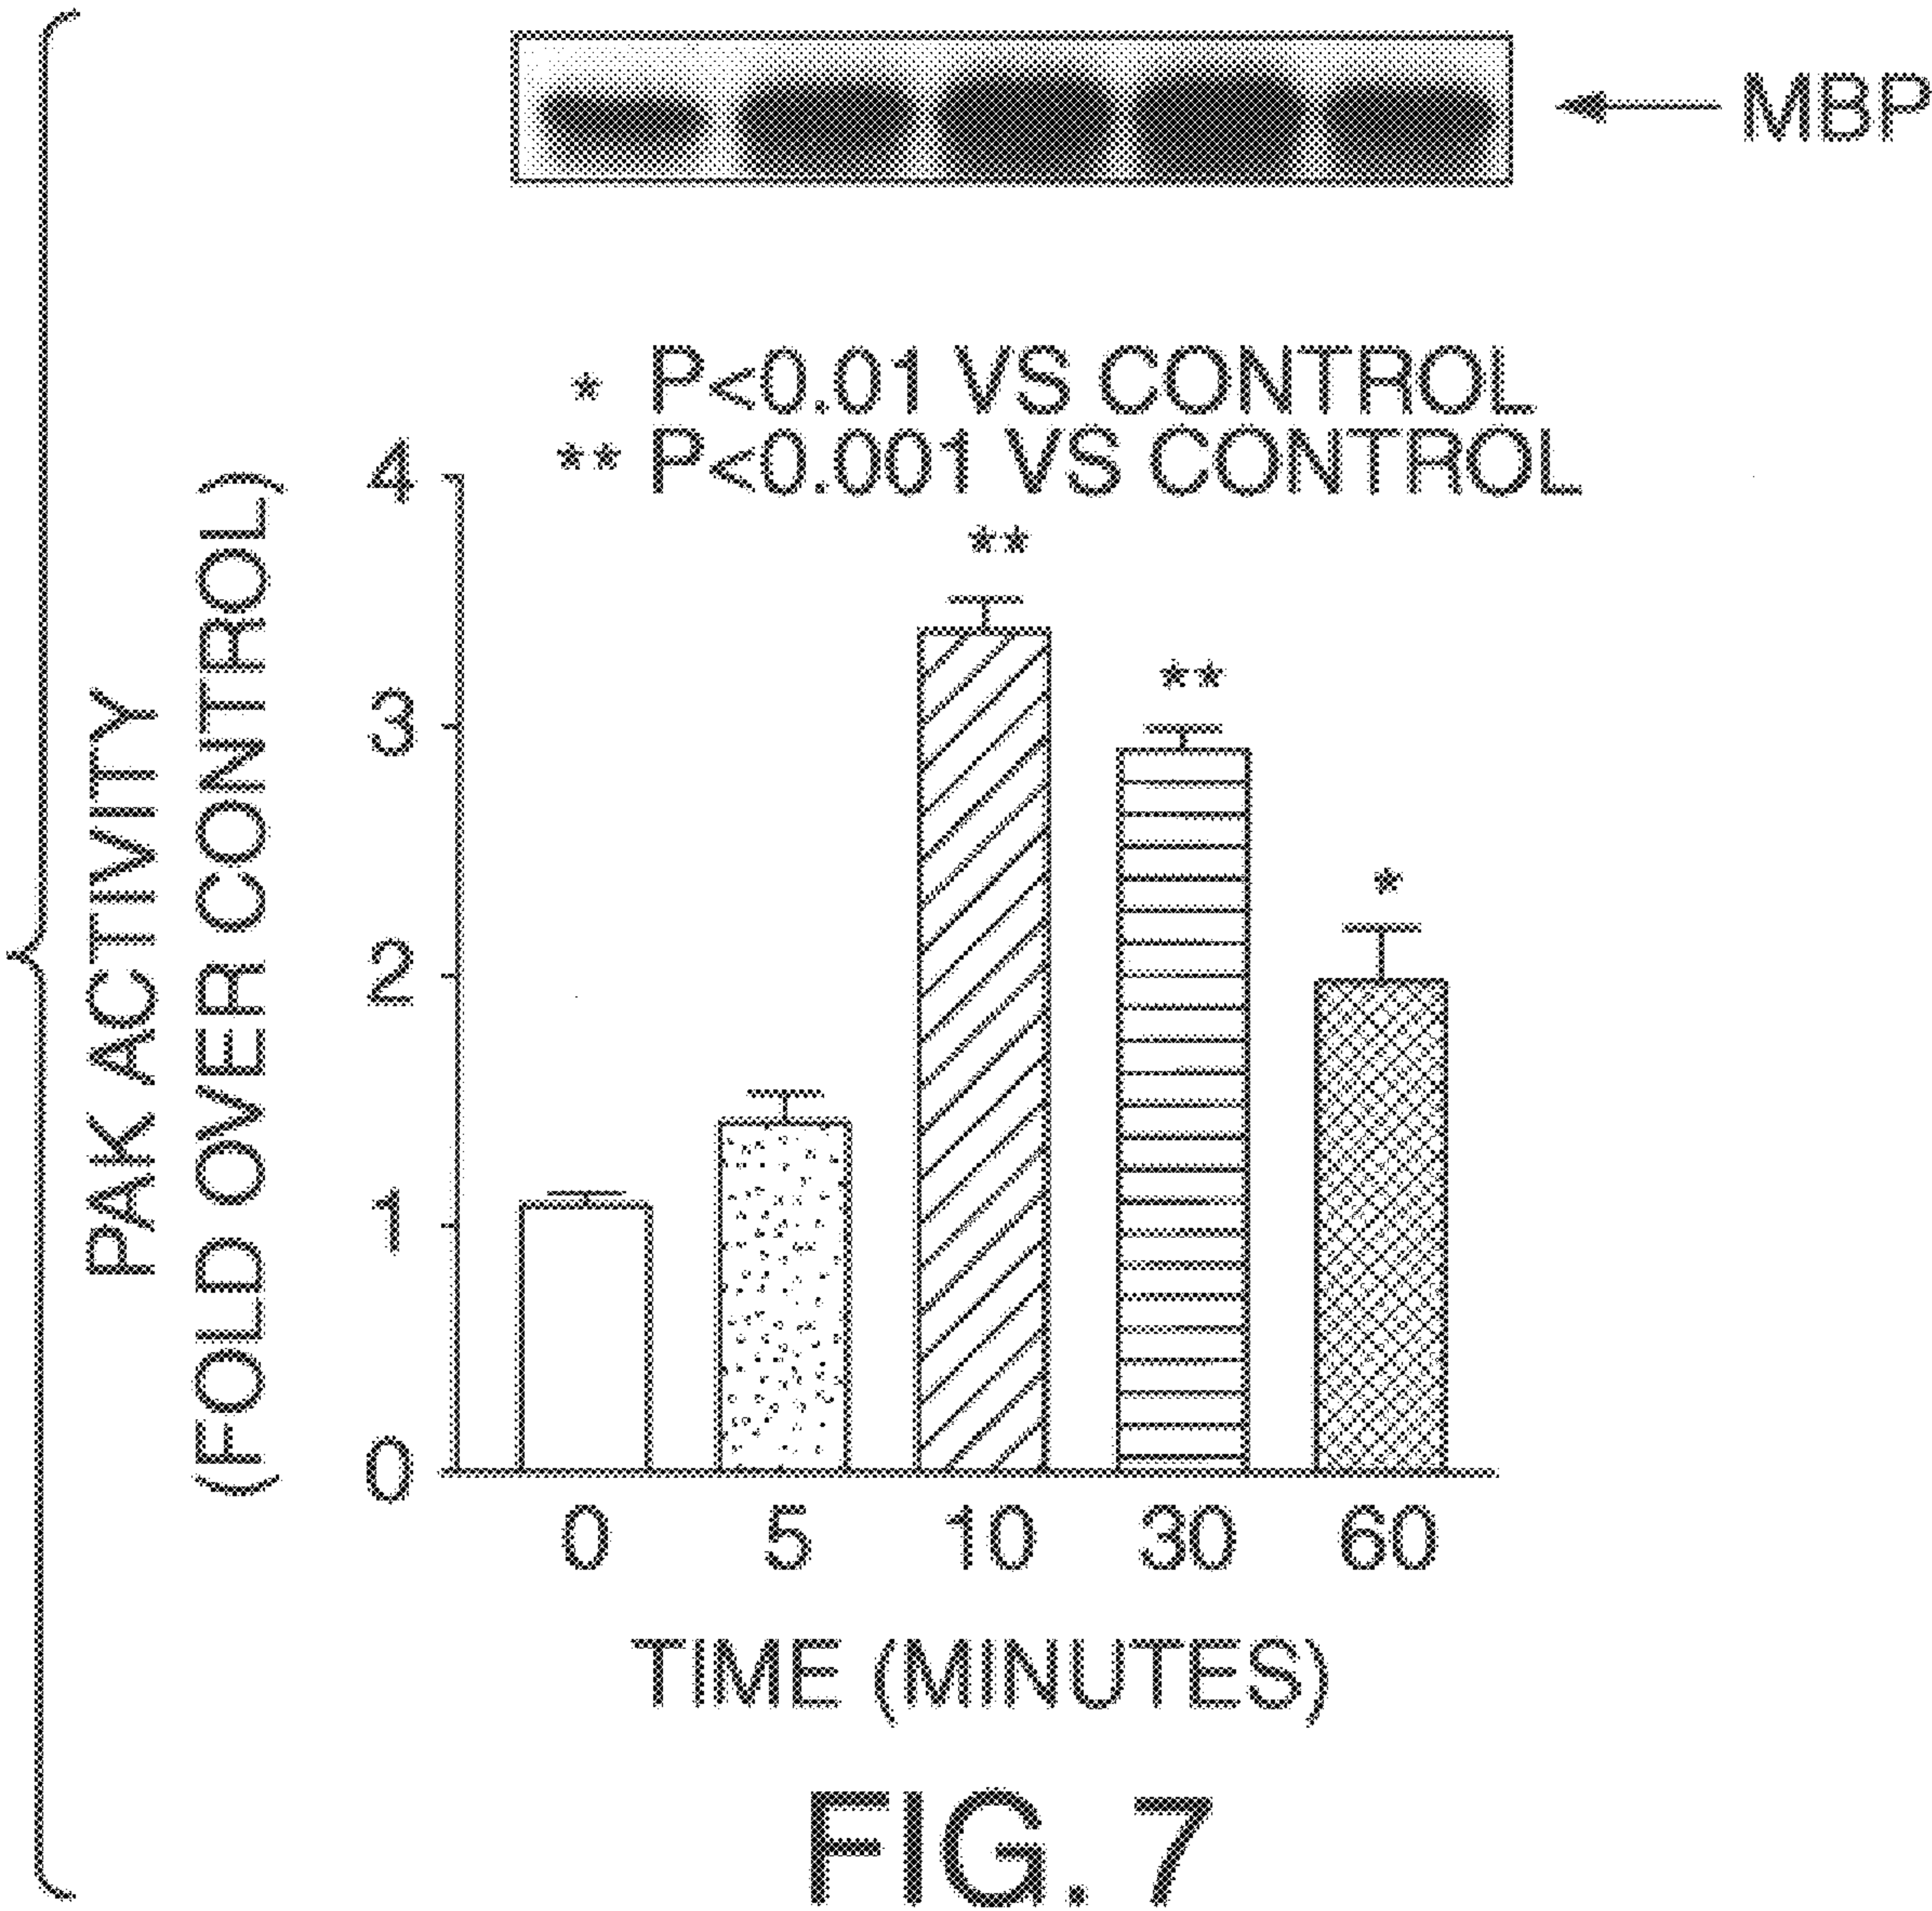 MBP
* P<0.01 VS CONTROL
** P<0.001 VS CONTROL
PAK ACTIVITY
(FOLD OVER CONTROL)
4
3
2
1
0
**
**
*
0 5 10 30 60
TIME (MINUTES)
FIG. 7